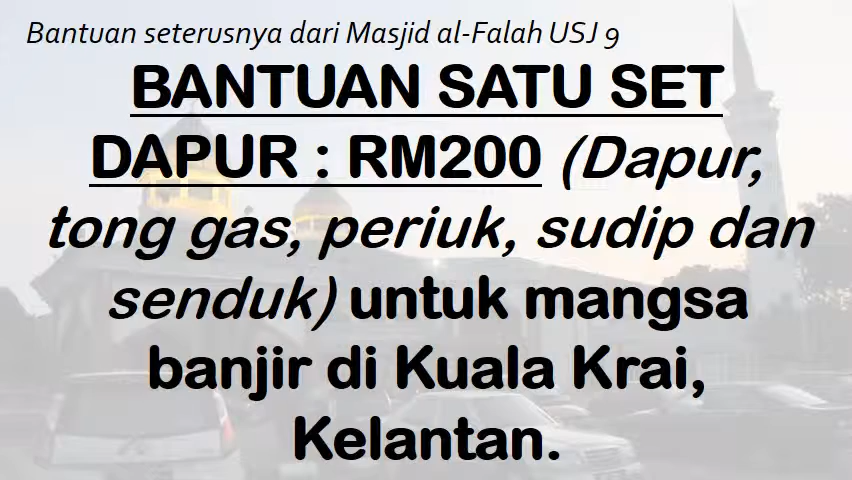 Bantuan seterusnya dari Masjid al-Falah USJ 9
BANTUAN SATU SET
DAPUR : RM200 (Dapur,
tong gas, periuk, sudip dan
senduk) untuk mangsa
banjir di Kuala Krai,
Kelantan.